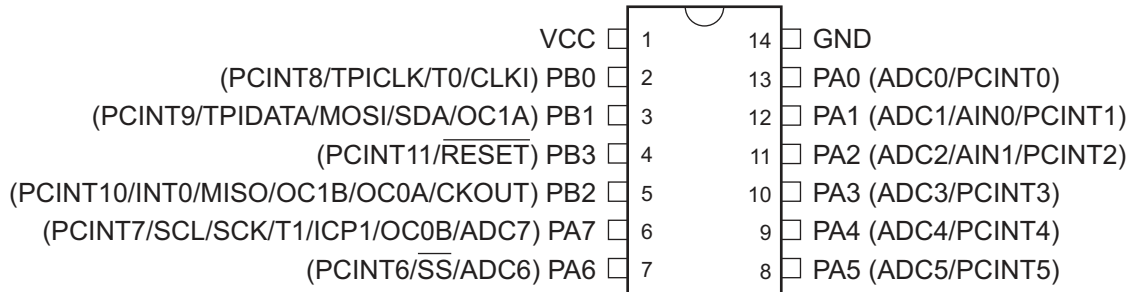 VCC 1 14 GND
(PCINT8/TPICLK/T0/CLKI) PB0 2 13 PA0 (ADC0/PCINT0)
(PCINT9/TPIDATA/MOSI/SDA/OC1A) PB1 3 12 PA1 (ADC1/AIN0/PCINT1)
(PCINT11/RESET) PB3 4 11 PA2 (ADC2/AIN1/PCINT2)
(PCINT10/INT0/MISO/OC1B/OC0A/CKOUT) PB2 5 10 PA3 (ADC3/PCINT3)
(PCINT7/SCL/SCK/T1/ICP1/OC0B/ADC7) PA7 6 9 PA4 (ADC4/PCINT4)
(PCINT6/SS/ADC6) PA6 7 8 PA5 (ADC5/PCINT5)